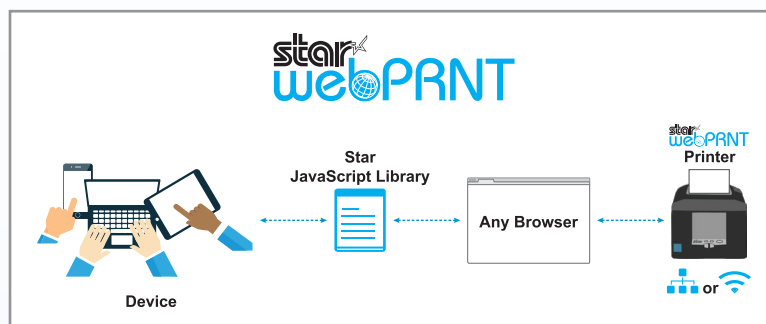 star
webPRNT
Star
JavaScript Library
Any Browser
star
webPRNT
Printer
Device
or